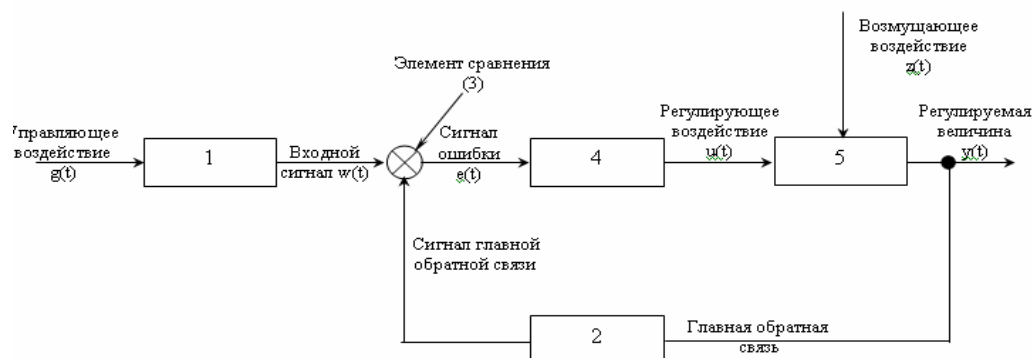 Возмущающее
воздействие
z(t)
Элемент сравнения
(3)
Управляющее
воздействие
g(t)
1
Входной
сигнал w(t)
Сигнал
ошибки
e(t)
4
Регулирующее
воздействие
u(t)
5
Регулируемая
величина
y(t)
Сигнал главной
обратной связи
2
Главная обратная
связь